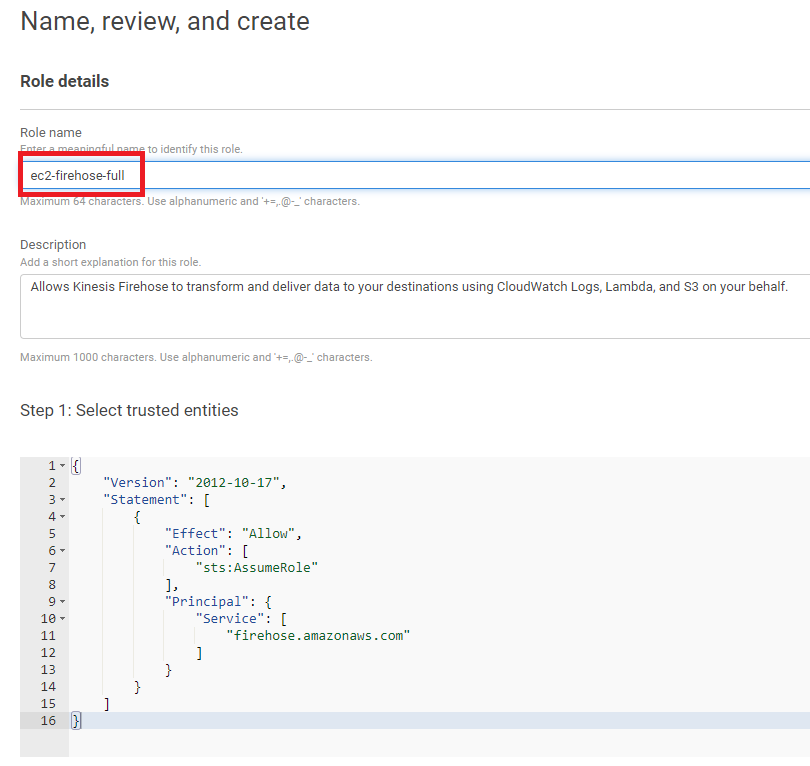 Name, review, and create
Role details
Role name
Enter a meaningful name to identify this role.
ec2-firehose-full
Maximum 64 characters. Use alphanumeric and '+=,.@-_' characters.
Description
Add a short explanation for this role.
Allows Kinesis Firehose to transform and deliver data to your destinations using CloudWatch Logs, Lambda, and S3 on your behalf.
Maximum 1000 characters. Use alphanumeric and '+=,.@-_' characters.
Step 1: Select trusted entities
1 {
2     "Version": "2012-10-17",
3     "Statement": [
4         {
5             "Effect": "Allow",
6             "Action": [
7                 "sts:AssumeRole"
8             ],
9             "Principal": {
10                 "Service": [
11                     "firehose.amazonaws.com"
12                 ]
13             }
14         }
15     ]
16 }